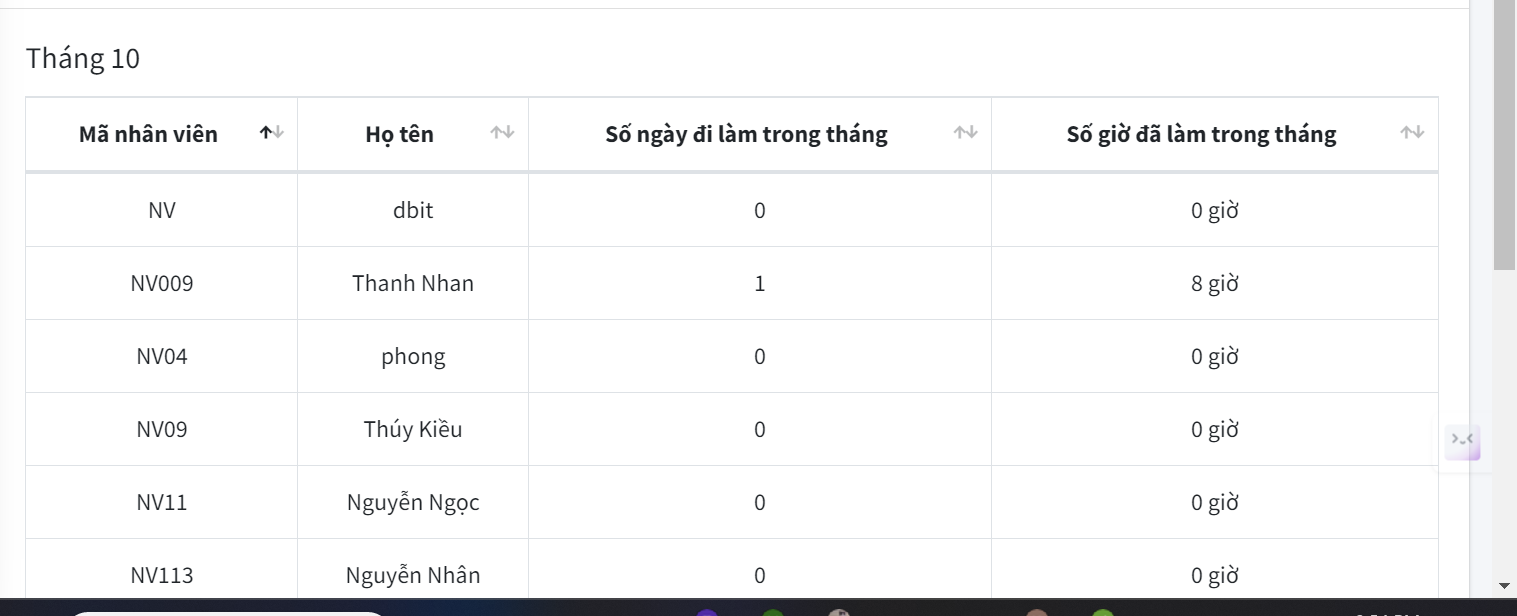 Tháng 10
Mã nhân viên Họ tên Số ngày đi làm trong tháng Số giờ đã làm trong tháng
NV dbit 0 0 giờ
NV009 Thanh Nhan 1 8 giờ
NV04 phong 0 0 giờ
NV09 Thúy Kiều 0 0 giờ
NV11 Nguyễn Ngọc 0 0 giờ
NV113 Nguyễn Nhân 0 0 giờ